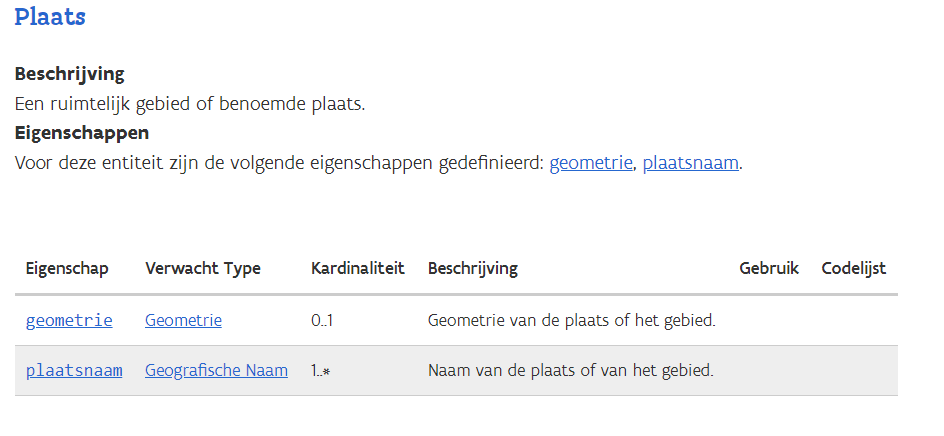 Plaats
Beschrijving
Een ruimtelijk gebied of benoemde plaats.
Eigenschappen
Voor deze entiteit zijn de volgende eigenschappen gedefinieerd: geometrie, plaatsnaam.
Eigenschap Verwacht Type Kardinaliteit Beschrijving Gebruik Codelijst
geometrie Geometrie 0..1 Geometrie van de plaats of het gebied.
plaatsnaam Geografische Naam 1..* Naam van de plaats of van het gebied.